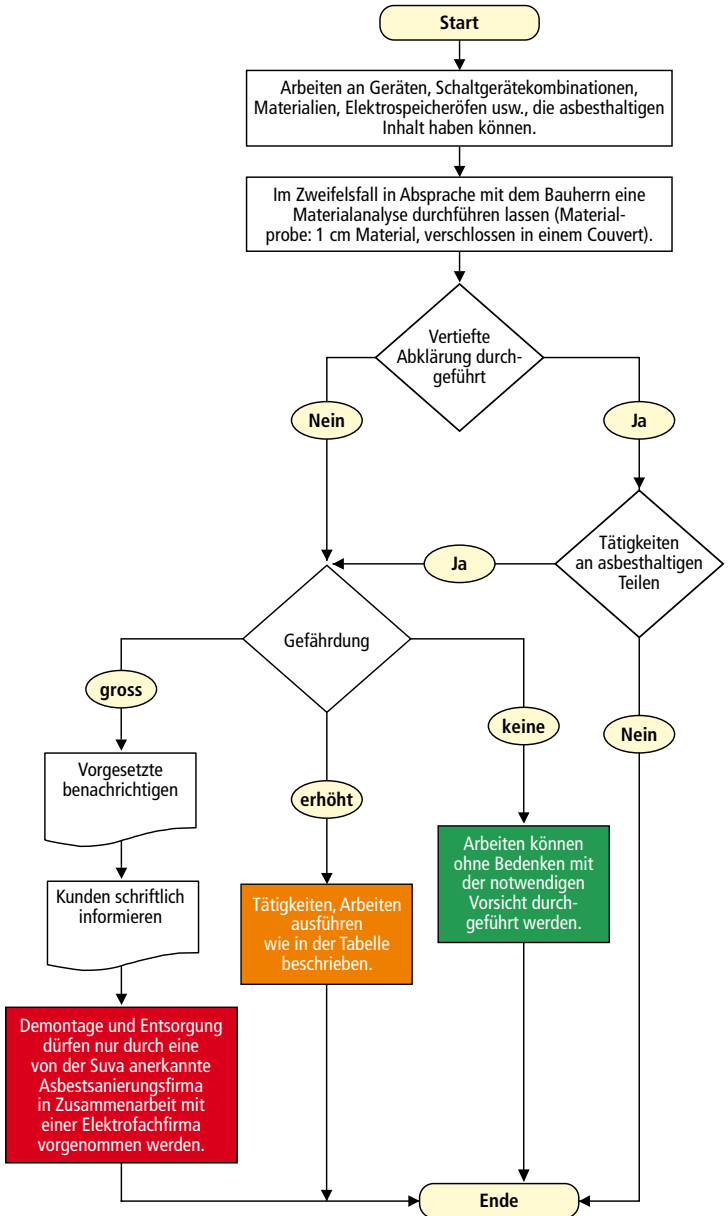 Start
Arbeiten an Geräten, Schaltgerätekombinationen,
Materialien, Elektrospeicheröfen usw., die asbesthaltigen
Inhalt haben können.
Im Zweifelsfall in Absprache mit dem Bauherrn eine
Materialanalyse durchführen lassen (Material-
probe: 1 cm Material, verschlossen in einem Couvert).
Vertiefte
Abklärung durch-
geführt
Nein
Ja
Tätigkeiten
an asbesthaltigen
Teilen
Ja
Gefährdung
gross
keine
Nein
Vorgesetzte
benachrichtigen
erhöht
Arbeiten können
ohne Bedenken mit
der notwendigen
Vorsicht durch-
geführt werden.
Kunden schriftlich
informieren
Tätigkeiten, Arbeiten
ausführen
wie in der Tabelle
beschrieben.
Demontage und Entsorgung
dürfen nur durch eine
von der Suva anerkannte
Asbestsanierungsfirma
in Zusammenarbeit mit
einer Elektrofachfirma
vorgenommen werden.
Ende